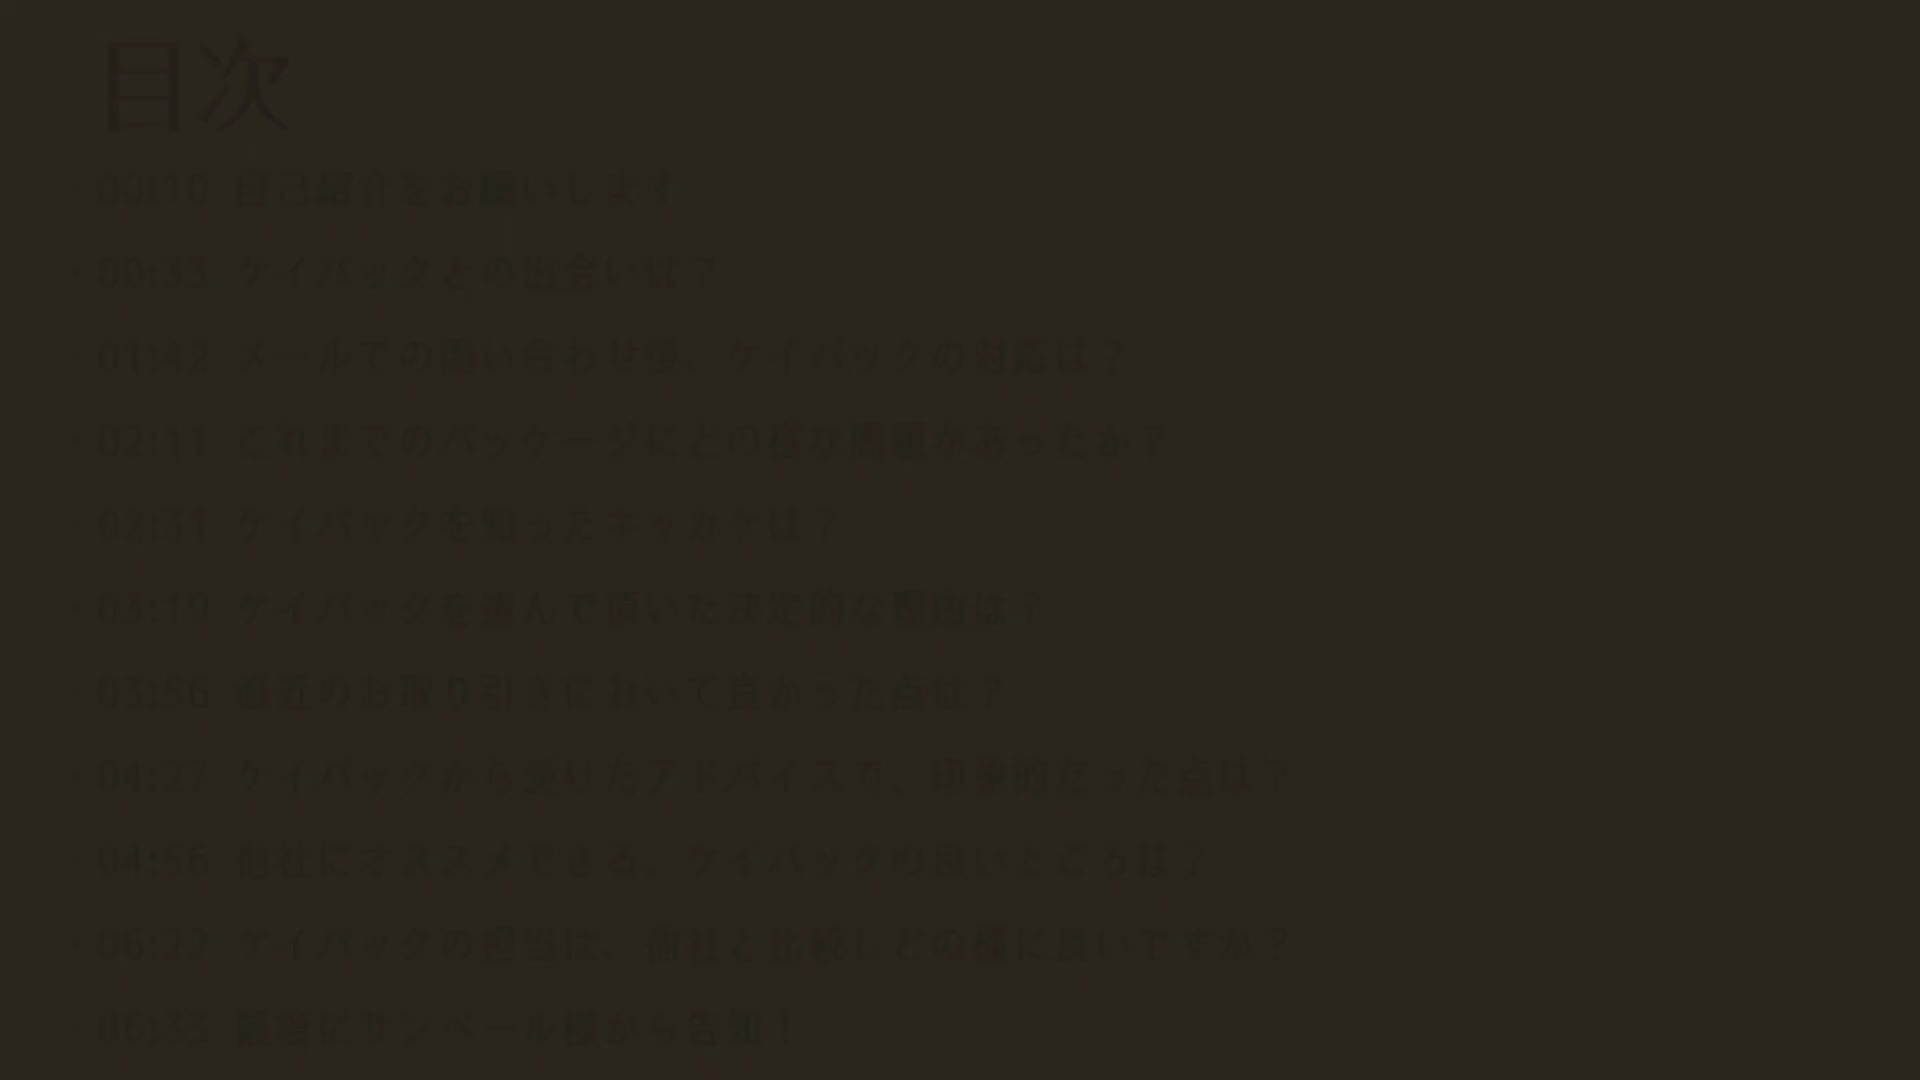 目次
・00:10 自己紹介をお願いします
・00:33 ケイパックとの出会いは？
・01:42 メールでの問い合わせ後、ケイパックの対応は？
・02:11 これまでのパッケージにどの様な問題があったか？
・02:31 ケイパックを知ったキッカケは？
・03:19 ケイパックを選んで頂いた決定的な理由は？
・03:56 直近のお取り引きにおいて良かった点は？
・04:27 ケイパックから受けたアドバイスで、印象的だった点は？
・04:56 他社にオススメできる、ケイパックの良いところは？
・06:22 ケイパックの担当は、他社と比較しどの様に良いですか？
最後にサンベール様から告知！